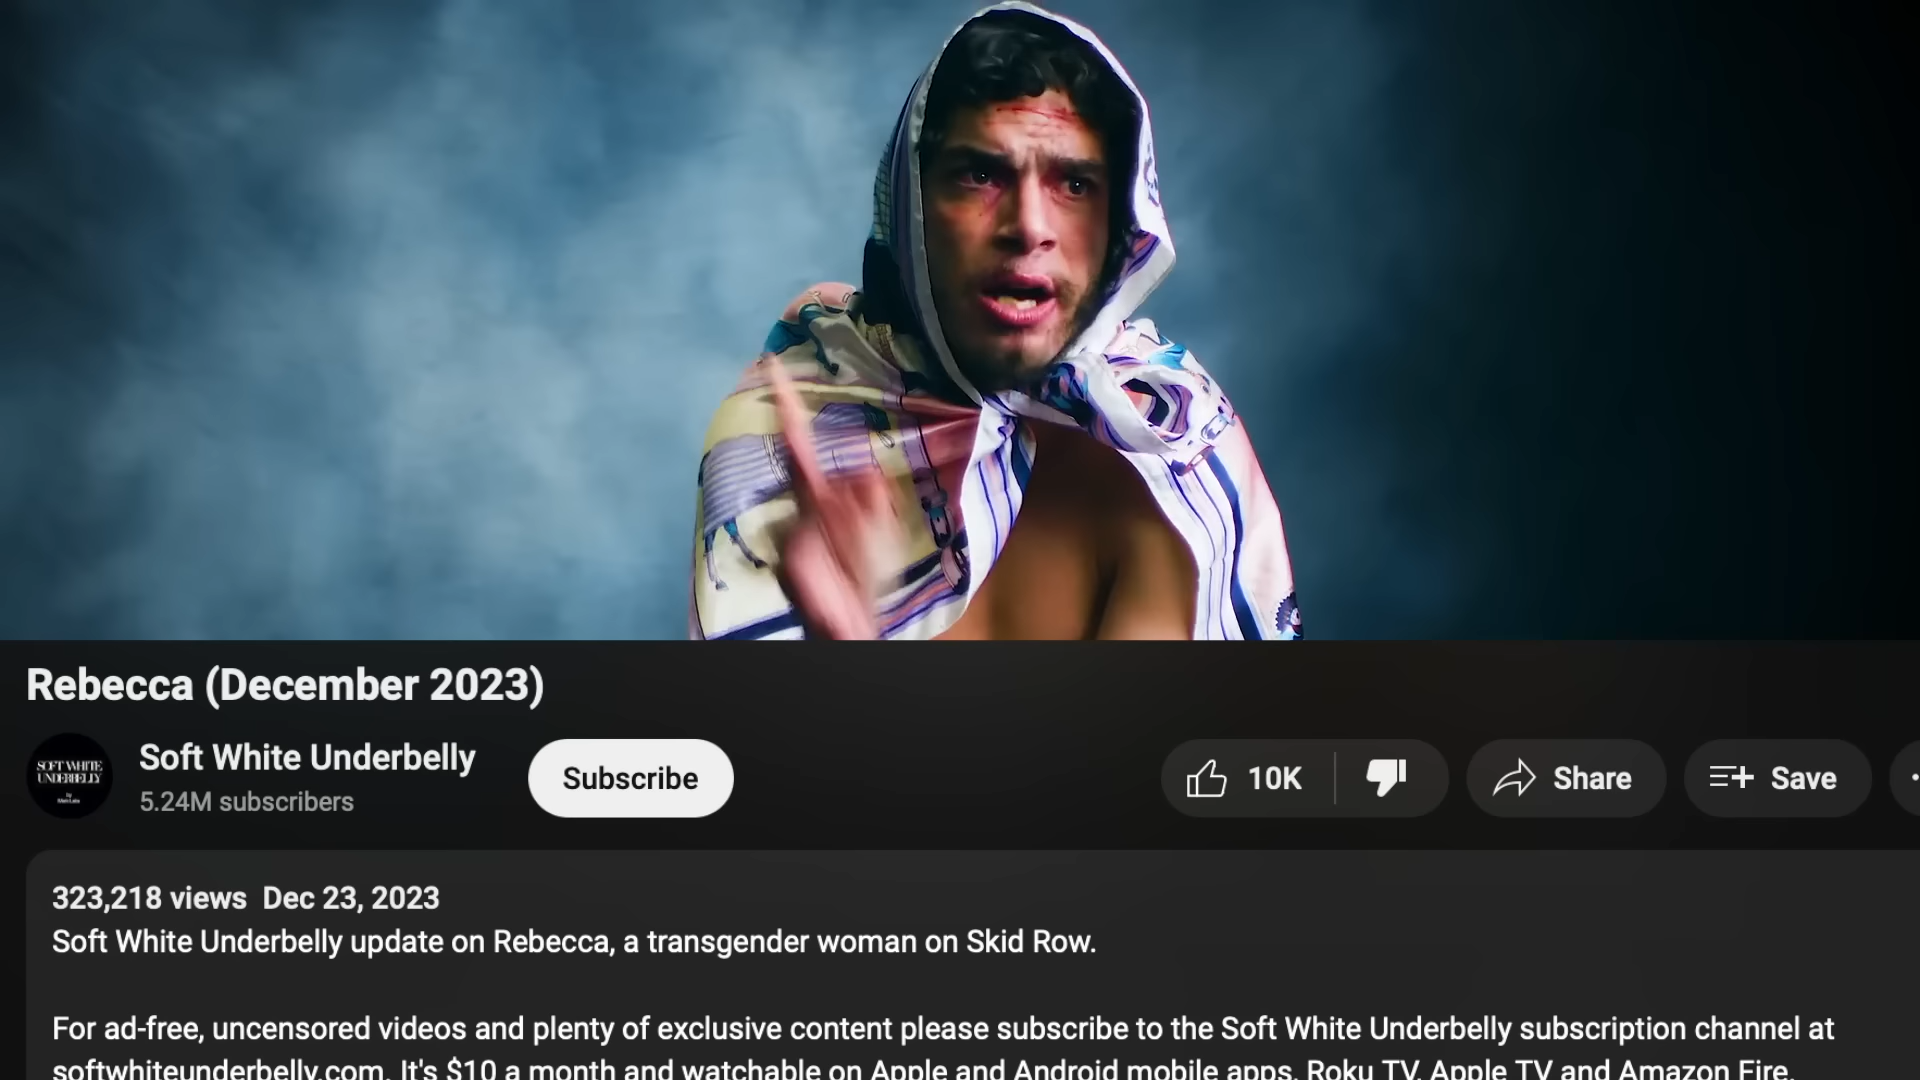 Rebecca (December 2023)
SOFT WHITE
UNDERBELLY
Soft White Underbelly
5.24M subscribers
Subscribe
10K
Share
Save
323,218 views Dec 23, 2023
Soft White Underbelly update on Rebecca, a transgender woman on Skid Row.
For ad-free, uncensored videos and plenty of exclusive content please subscribe to the Soft White Underbelly subscription channel at
softwhiteunderbelly.com. It's $10 a month and watchable on Apple and Android mobile apps, Roku TV, Apple TV and Amazon Fire.